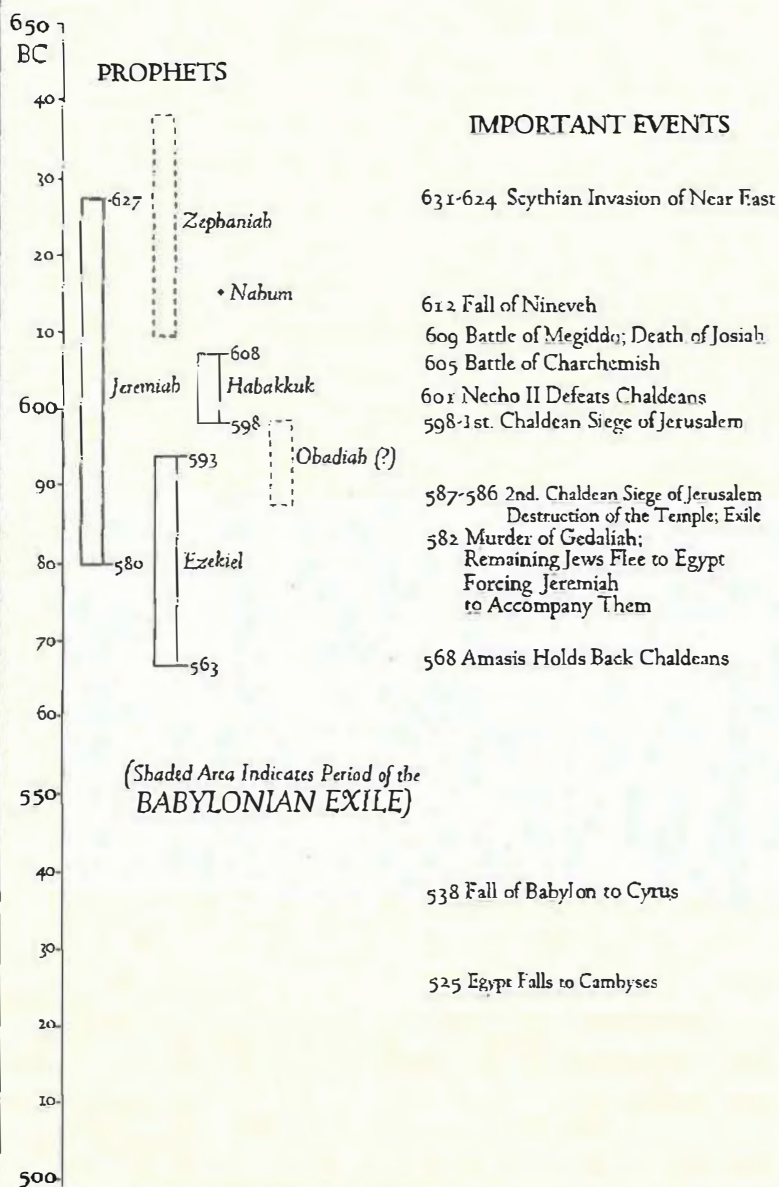 650
BC
PROPHETS
40
IMPORTANT EVENTS
30
627
631-624 Scythian Invasion of Near East
Zephaniah
20
Nahum
612 Fall of Nineveh
10
609 Battle of Megiddo; Death of Josiah
608
605 Battle of Charchemish
Jeremiah
Habakkuk
601 Necho II Defeats Chaldeans
600
598
598-1st. Chaldean Siege of Jerusalem
593
Obadiah (?)
90
587-586 2nd. Chaldean Siege of Jerusalem
Destruction of the Temple; Exile
582 Murder of Gedaliah;
80
580
Ezekiel
Remaining Jews Flee to Egypt
Forcing Jeremiah
to Accompany Them
70
563
568 Amasis Holds Back Chaldeans
60
(Shaded Area Indicates Period of the
550
BABYLONIAN EXILE)
40
538 Fall of Babylon to Cyrus
30
525 Egypt Falls to Cambyses
20
10
500